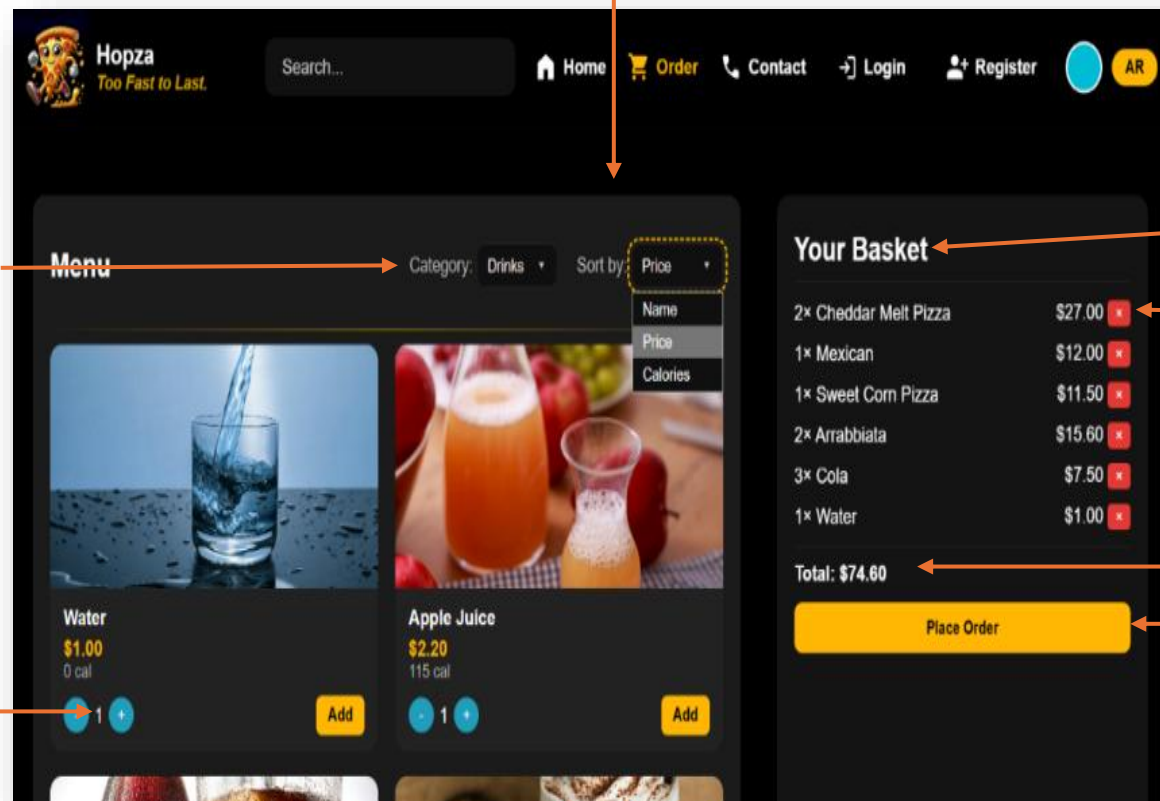 Hopza
Too Fast to Last.
Search...
Home
Order
Contact
Login
Register
AR
Menu
Category: Drinks
Sort by: Price
Name
Price
Calories
Water
$1.00
0 cal
- 1 +
Add
Apple Juice
$2.20
115 cal
- 1 +
Add
Your Basket
2× Cheddar Melt Pizza $27.00 ×
1× Mexican $12.00 ×
1× Sweet Corn Pizza $11.50 ×
2× Arrabbiata $15.60 ×
3× Cola $7.50 ×
1× Water $1.00 ×
Total: $74.60
Place Order